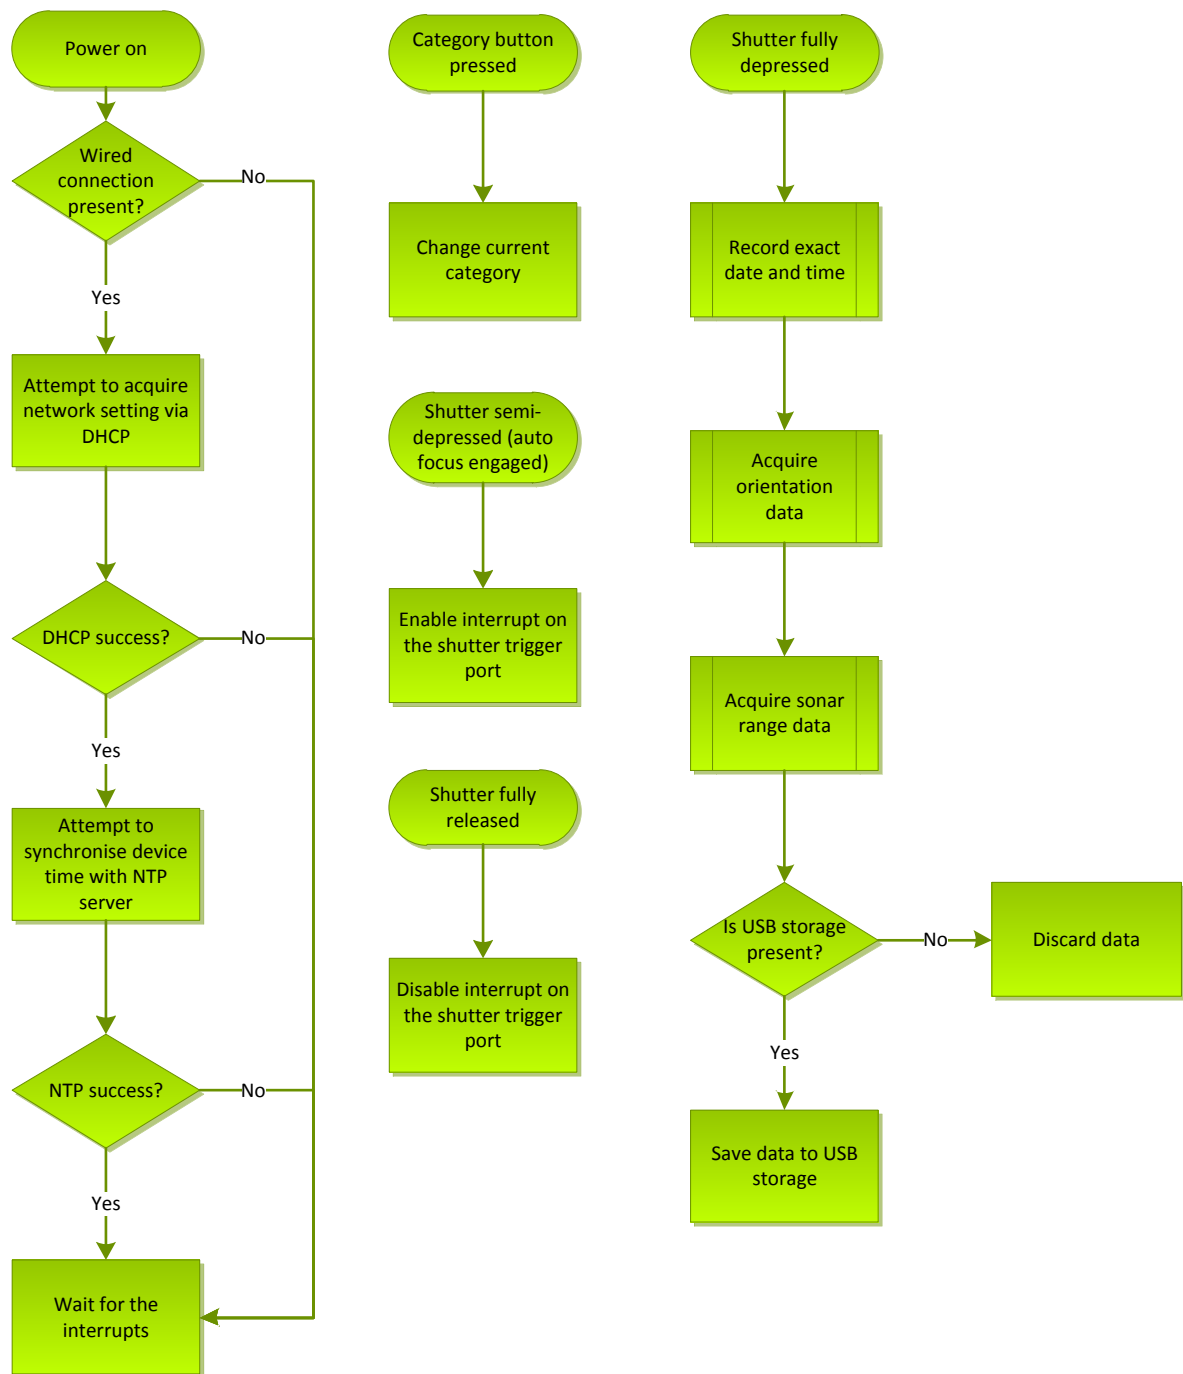 Power on
Wired
connection
present?
No
Yes
Attempt to acquire
network setting via
DHCP
DHCP success?
No
Yes
Attempt to
synchronise device
time with NTP
server
NTP success?
No
Yes
Wait for the
interrupts
Category button
pressed
Change current
category
Shutter semi-
depressed (auto
focus engaged)
Enable interrupt on
the shutter trigger
port
Shutter fully
released
Disable interrupt on
the shutter trigger
port
Shutter fully
depressed
Record exact
date and time
Acquire
orientation
data
Acquire sonar
range data
Is USB storage
present?
No
Discard data
Yes
Save data to USB
storage